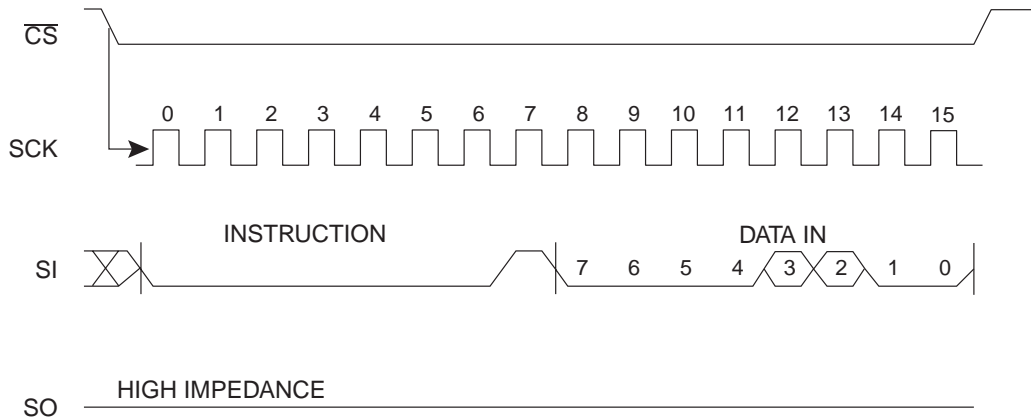 CS
0 1 2 3 4 5 6 7 8 9 10 11 12 13 14 15
SCK
INSTRUCTION DATA IN
SI 7 6 5 4 3 2 1 0
HIGH IMPEDANCE
SO